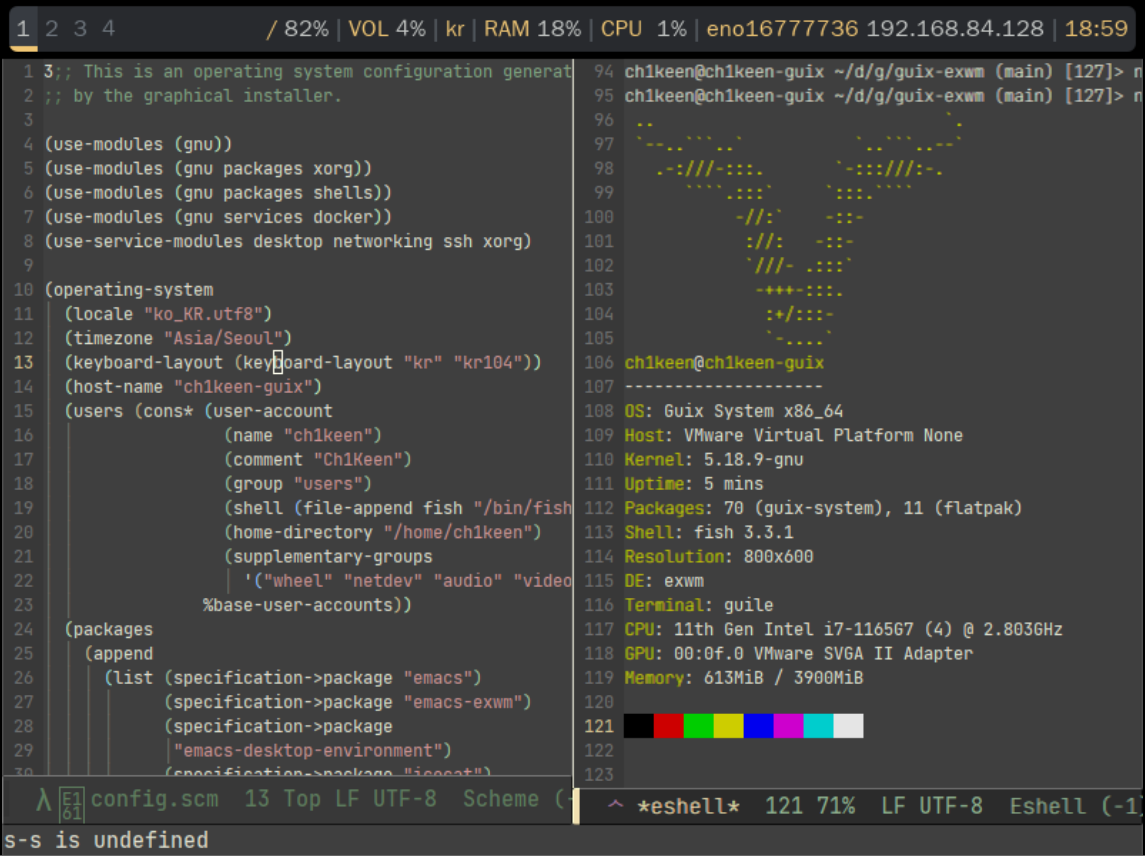 1 2 3 4 / 82% | VOL 4% | kr | RAM 18% | CPU 1% | eno16777736 192.168.84.128 | 18:59
1 3;; This is an operating system configuration generat
2 ;; by the graphical installer.
3
4 (use-modules (gnu))
5 (use-modules (gnu packages xorg))
6 (use-modules (gnu packages shells))
7 (use-modules (gnu services docker))
8 (use-service-modules desktop networking ssh xorg)
9
10 (operating-system
11 (locale "ko_KR.utf8")
12 (timezone "Asia/Seoul")
13 (keyboard-layout (keyboard-layout "kr" "kr104"))
14 (host-name "ch1keen-guix")
15 (users (cons* (user-account
16 (name "ch1keen")
17 (comment "Ch1Keen")
18 (group "users")
19 (shell (file-append fish "/bin/fish
20 (home-directory "/home/ch1keen")
21 (supplementary-groups
22 '("wheel" "netdev" "audio" "video
23 %base-user-accounts))
24 (packages
25 (append
26 (list (specification->package "emacs")
27 (specification->package "emacs-exwm")
28 (specification->package
29 "emacs-desktop-environment")
30 (specification->package "icecat")
λ E1 61 config.scm 13 Top LF UTF-8 Scheme (-
94 ch1keen@ch1keen-guix ~/d/g/guix-exwm (main) [127]> n
95 ch1keen@ch1keen-guix ~/d/g/guix-exwm (main) [127]> n
96 .. `.
97 `--..```..` `..```..--`
98 .-:///-:::. `-:::///:-.
99 ````.:::` `:::.````
100 -//:` -::-
101 ://: -::-
102 `///- .:::`
103 -+++-:::.
104 :+/:::-
105 `-....`
106 ch1keen@ch1keen-guix
107 --------------------
108 OS: Guix System x86_64
109 Host: VMware Virtual Platform None
110 Kernel: 5.18.9-gnu
111 Uptime: 5 mins
112 Packages: 70 (guix-system), 11 (flatpak)
113 Shell: fish 3.3.1
114 Resolution: 800x600
115 DE: exwm
116 Terminal: guile
117 CPU: 11th Gen Intel i7-1165G7 (4) @ 2.803GHz
118 GPU: 00:0f.0 VMware SVGA II Adapter
119 Memory: 613MiB / 3900MiB
120
121
122
123
^ *eshell* 121 71% LF UTF-8 Eshell (-1)
s-s is undefined